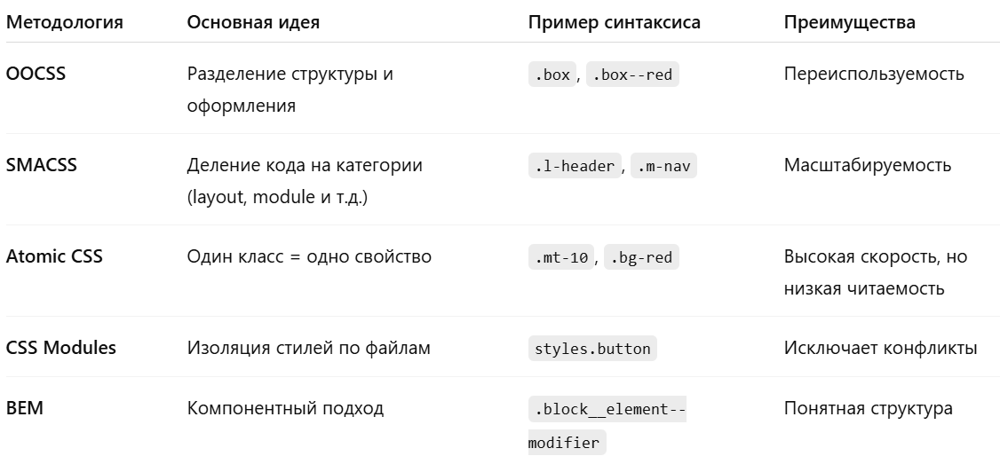 Методология Основная идея Пример синтаксиса Преимущества
OOCSS Разделение структуры и .box, .box--red Переиспользуемость
оформления
SMACSS Деление кода на категории .l-header, .m-nav Масштабируемость
(layout, module и т.д.)
Atomic CSS Один класс = одно свойство .mt-10, .bg-red Высокая скорость, но
низкая читаемость
CSS Modules Изоляция стилей по файлам styles.button Исключает конфликты
BEM Компонентный подход .block__element-- Понятная структура
modifier